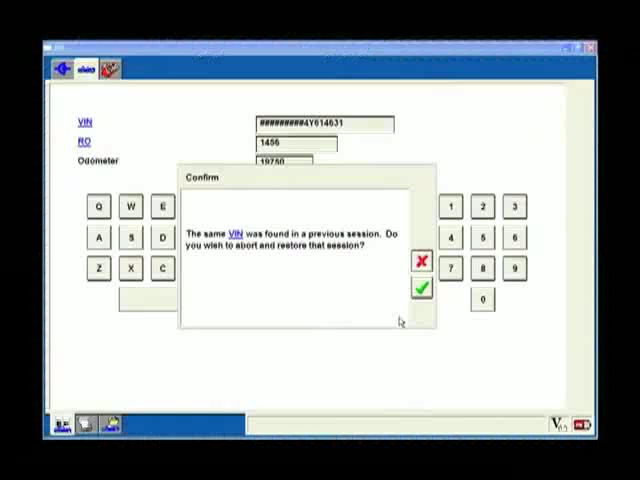 VIN
#########4Y614631
RO
1456
Odometer
19750
Confirm
Q W E
1 2 3
The same VIN was found in a previous session. Do
you wish to abort and restore that session?
A S D
4 5 6
Z X C
7 8 9
0